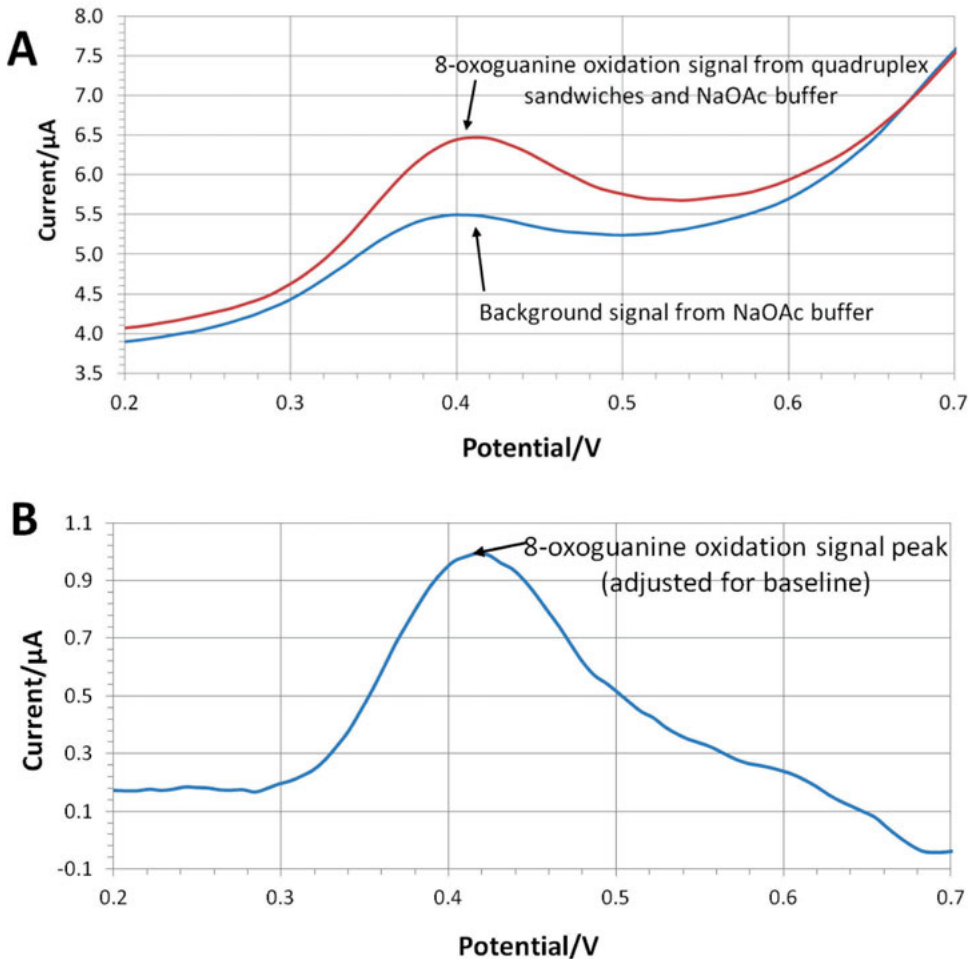 A
8.0
7.5
7.0
6.5
6.0
5.5
5.0
4.5
4.0
3.5
Current/µA
8-oxoguanine oxidation signal from quadruplex
sandwiches and NaOAc buffer
Background signal from NaOAc buffer
0.2 0.3 0.4 0.5 0.6 0.7
Potential/V
B
1.1
0.9
0.7
0.5
0.3
0.1
-0.1
Current/µA
8-oxoguanine oxidation signal peak
(adjusted for baseline)
0.2 0.3 0.4 0.5 0.6 0.7
Potential/V